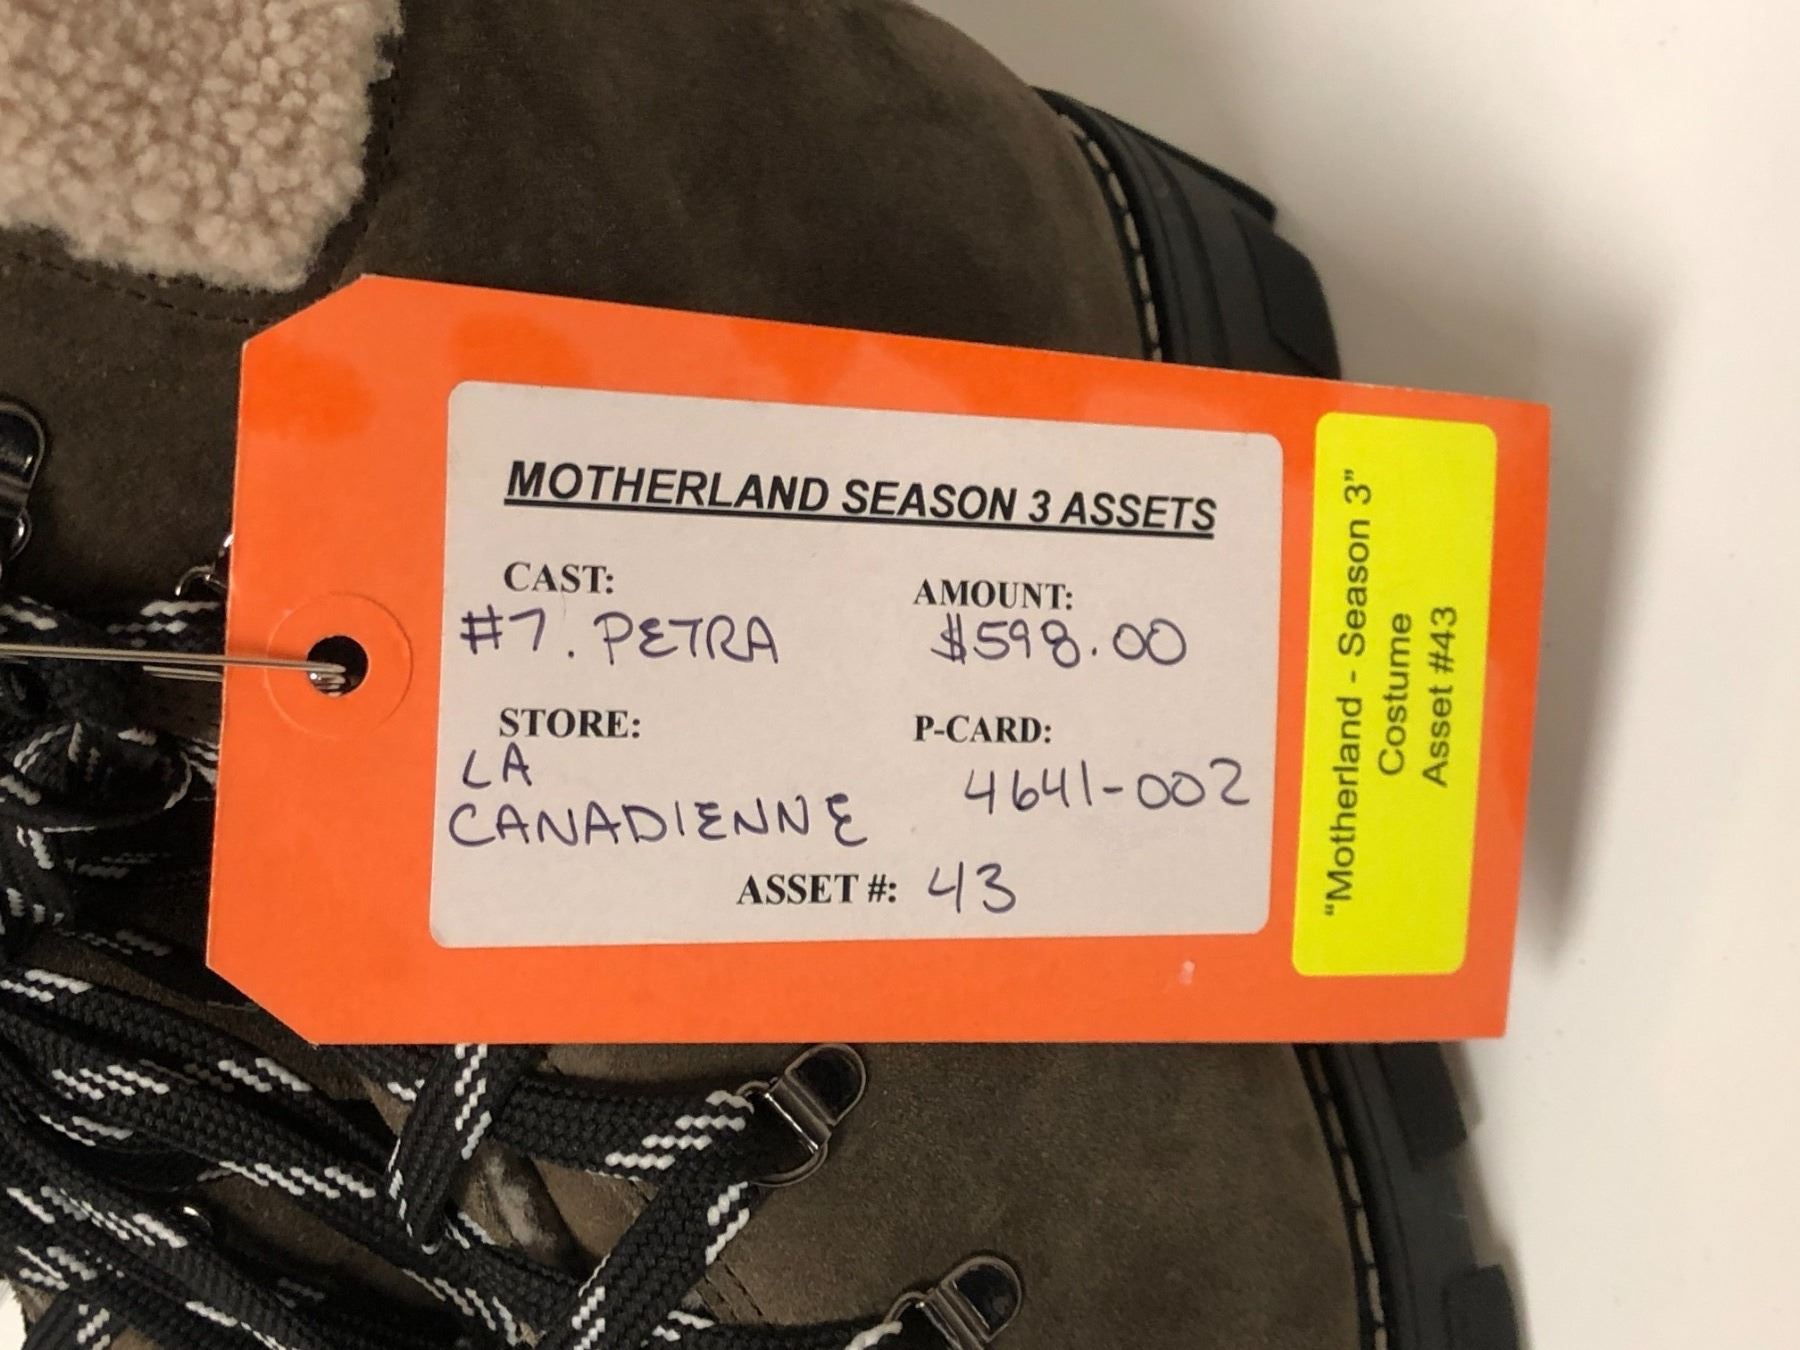 MOTHERLAND SEASON 3 ASSETS
CAST:
#7. PETRA
AMOUNT:
$598.00
STORE:
LA
CANADIENNE
P-CARD:
4641-002
ASSET #: 43
"Motherland - Season 3"
Costume
Asset #43